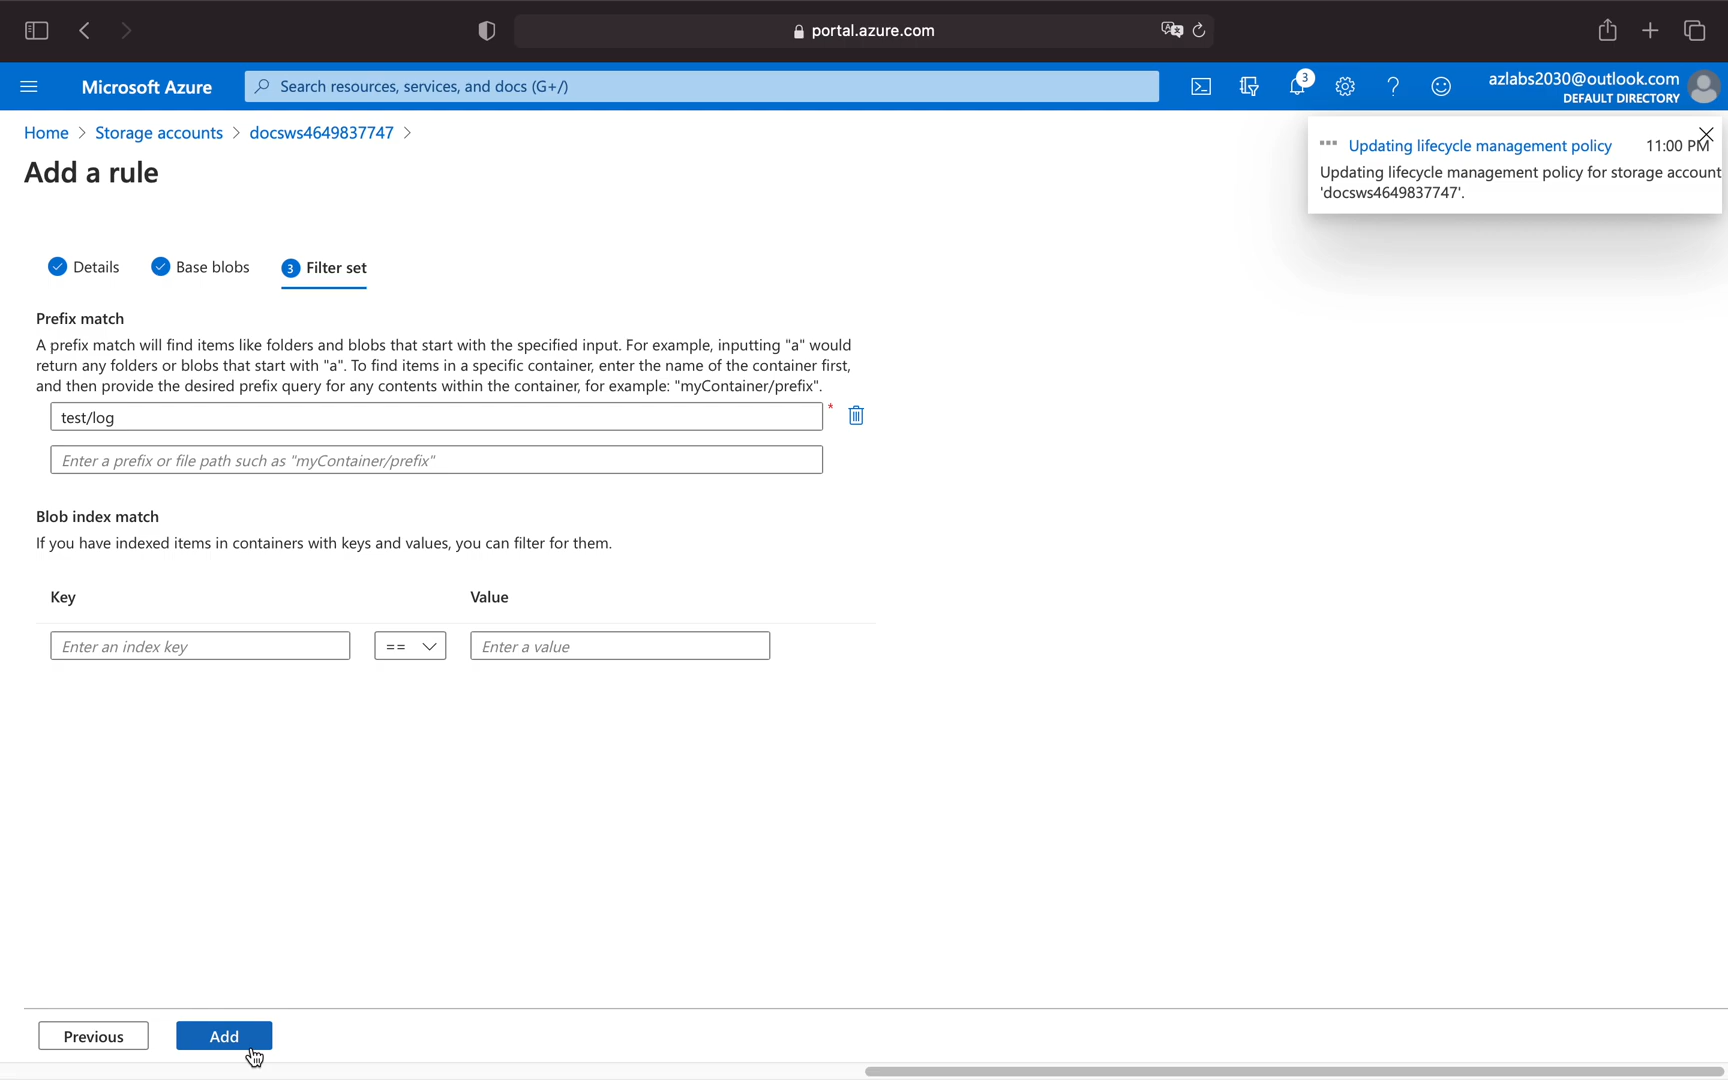 portal.azure.com
Microsoft Azure
Search resources, services, and docs (G+/)
3
azlabs2030@outlook.com
DEFAULT DIRECTORY
Home > Storage accounts > docsws4649837747 >
Add a rule
Updating lifecycle management policy 11:00 PM
Updating lifecycle management policy for storage account
'docsws4649837747'.
Details
Base blobs
3 Filter set
Prefix match
A prefix match will find items like folders and blobs that start with the specified input. For example, inputting "a" would
return any folders or blobs that start with "a". To find items in a specific container, enter the name of the container first,
and then provide the desired prefix query for any contents within the container, for example: "myContainer/prefix".
test/log *
Enter a prefix or file path such as "myContainer/prefix"
Blob index match
If you have indexed items in containers with keys and values, you can filter for them.
Key Value
Enter an index key == Enter a value
Previous Add